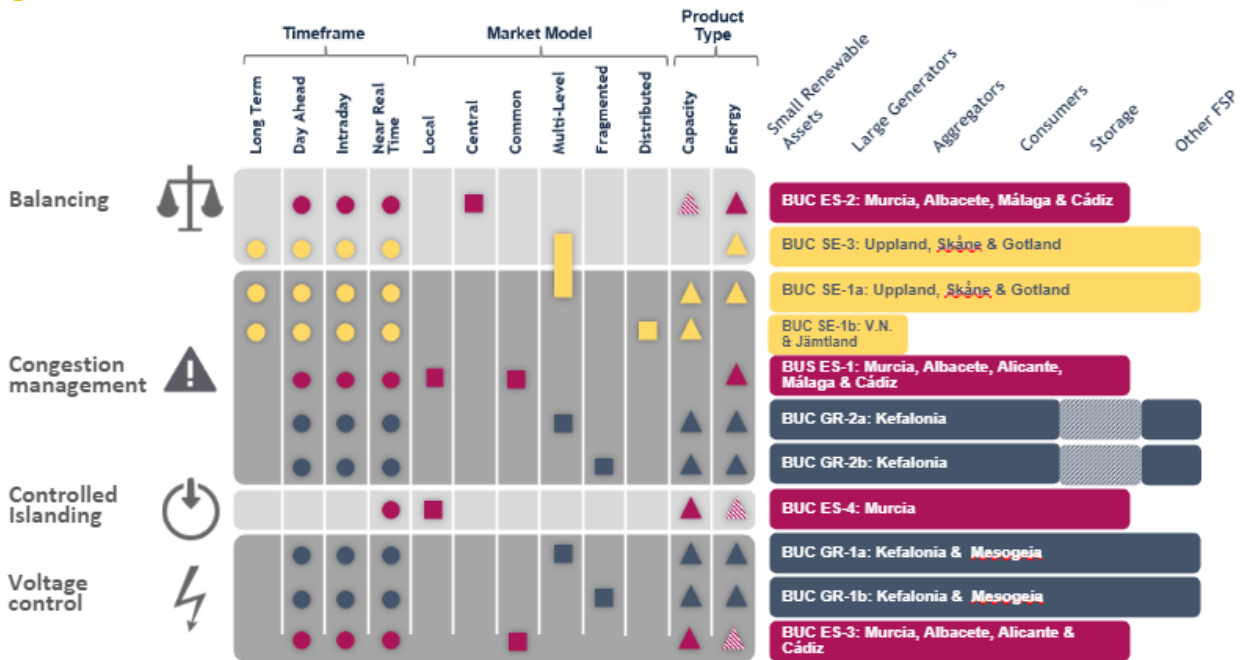 Timeframe
Market Model
Product
Type
Long Term
Day Ahead
Intraday
Near Real
Time
Local
Central
Common
Multi-Level
Fragmented
Distributed
Capacity
Energy
Small Renewable
Assets
Large Generators
Aggregators
Consumers
Storage
Other FSP
Balancing
BUC ES-2: Murcia, Albacete, Málaga & Cádiz
BUC SE-3: Uppland, Skåne & Gotland
BUC SE-1a: Uppland, Skåne & Gotland
BUC SE-1b: V.N.
& Jämtland
Congestion
management
BUS ES-1: Murcia, Albacete, Alicante,
Málaga & Cádiz
BUC GR-2a: Kefalonia
BUC GR-2b: Kefalonia
Controlled
Islanding
BUC ES-4: Murcia
BUC GR-1a: Kefalonia & Mesogeia
Voltage
control
BUC GR-1b: Kefalonia & Mesogeia
BUC ES-3: Murcia, Albacete, Alicante &
Cádiz